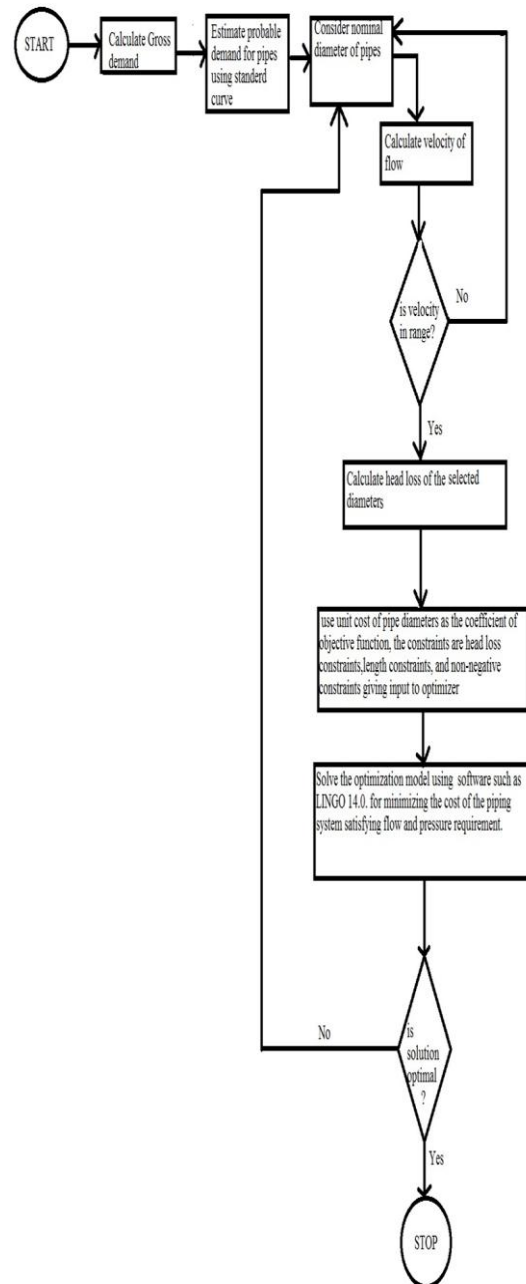 START
Calculate Gross
demand
Estimate probable
demand for pipes
using standerd
curve
Consider nominal
diameter of pipes
Calculate velocity of
flow
is velocity
in range?
No
Yes
Calculate head loss of the selected
diameters
use unit cost of pipe diameters as the coefficient of
objective function, the constraints are head loss
constraints,length constraints, and non-negative
constraints giving input to optimizer
Solve the optimization model using software such as
LINGO 14.0. for minimizing the cost of the piping
system satisfying flow and pressure requirement.
is
solution
optimal
?
No
Yes
STOP